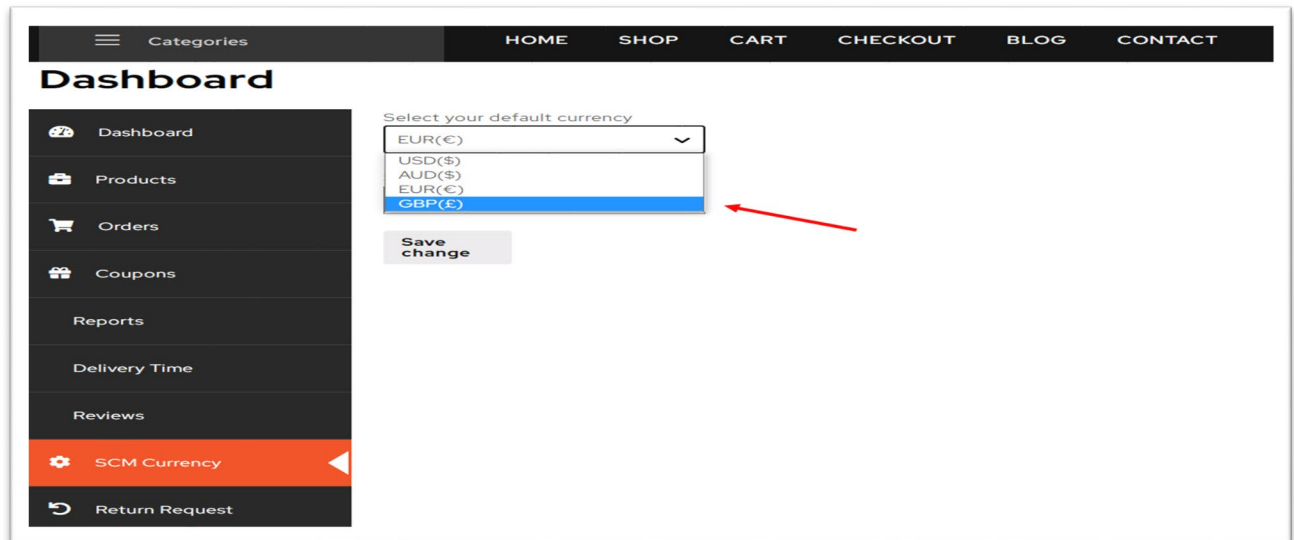 Categories
HOME SHOP CART CHECKOUT BLOG CONTACT
Dashboard
Dashboard
Products
Orders
Coupons
Reports
Delivery Time
Reviews
SCM Currency
Return Request
Select your default currency
EUR(€)
USD($)
AUD($)
EUR(€)
GBP(£)
Save
change